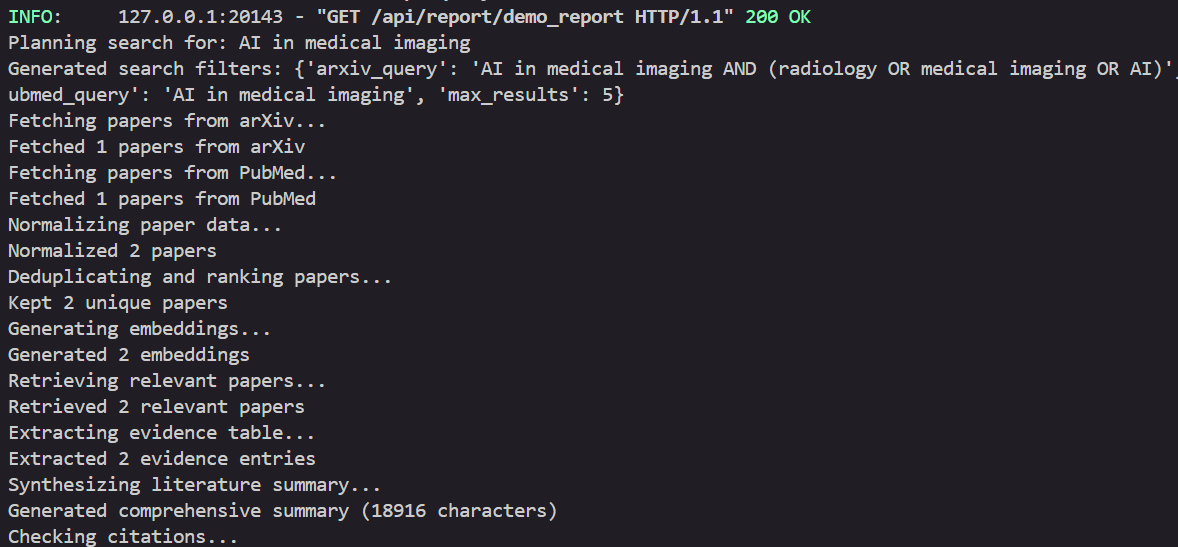 INFO:     127.0.0.1:20143 - "GET /api/report/demo_report HTTP/1.1" 200 OK
Planning search for: AI in medical imaging
Generated search filters: {'arxiv_query': 'AI in medical imaging AND (radiology OR medical imaging OR AI)',
ubmed_query': 'AI in medical imaging', 'max_results': 5}
Fetching papers from arXiv...
Fetched 1 papers from arXiv
Fetching papers from PubMed...
Fetched 1 papers from PubMed
Normalizing paper data...
Normalized 2 papers
Deduplicating and ranking papers...
Kept 2 unique papers
Generating embeddings...
Generated 2 embeddings
Retrieving relevant papers...
Retrieved 2 relevant papers
Extracting evidence table...
Extracted 2 evidence entries
Synthesizing literature summary...
Generated comprehensive summary (18916 characters)
Checking citations...